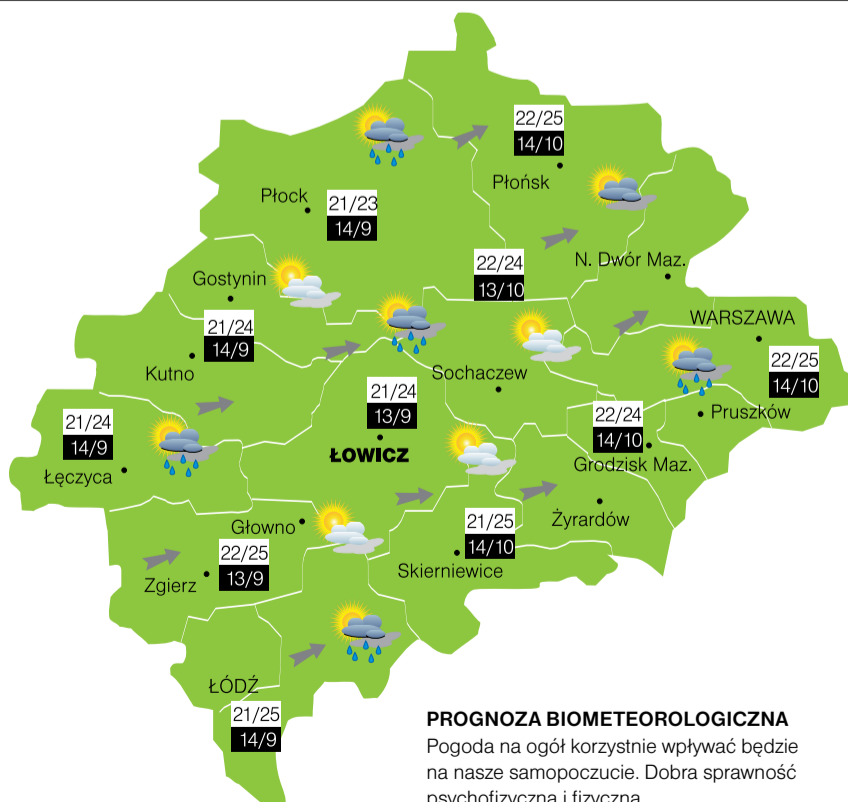 22/25
14/10
Płońsk
Płock
21/23
14/9
N. Dwór Maz.
22/24
13/10
Gostynin
21/24
14/9
Kutno
WARSZAWA
22/25
14/10
Sochaczew
21/24
13/9
ŁOWICZ
21/24
14/9
Łęczyca
22/24
14/10
Pruszków
Grodzisk Maz.
Żyrardów
Głowno
21/25
14/10
Skierniewice
22/25
13/9
Zgierz
ŁÓDŹ
21/25
14/9
PROGNOZA BIOMETEOROLOGICZNA
Pogoda na ogół korzystnie wpływać będzie
na nasze samopoczucie. Dobra sprawność
psychofizyczna i fizyczna